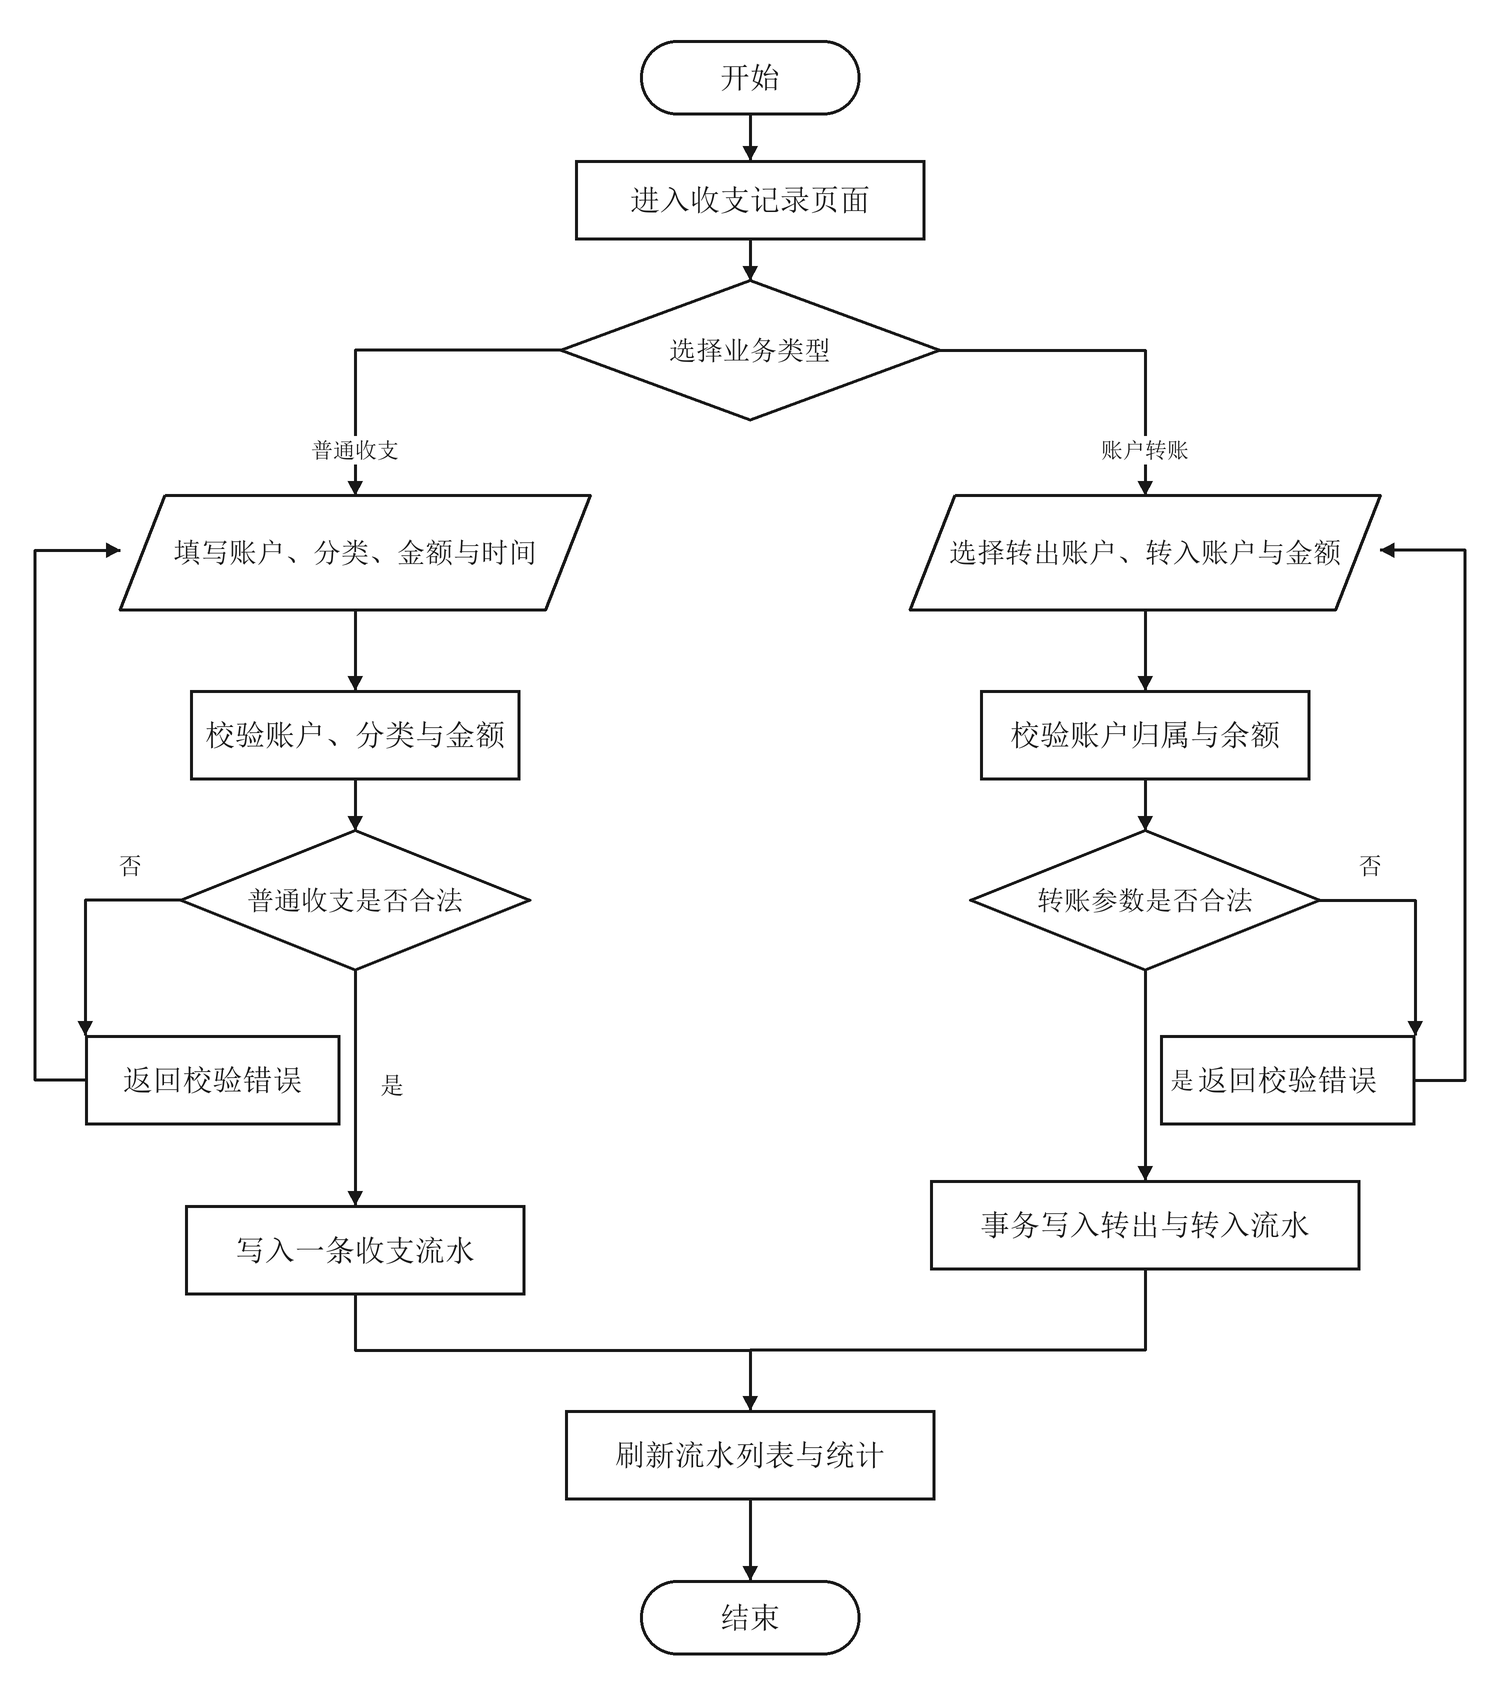 开始
进入收支记录页面
选择业务类型
普通收支
账户转账
填写账户、分类、金额与时间
选择转出账户、转入账户与金额
校验账户、分类与金额
校验账户归属与余额
否
否
普通收支是否合法
转账参数是否合法
返回校验错误
是
是
返回校验错误
写入一条收支流水
事务写入转出与转入流水
刷新流水列表与统计
结束